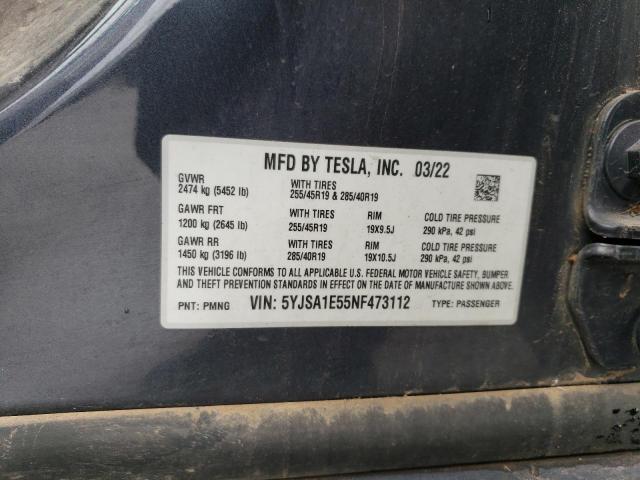 MFD BY TESLA, INC. 03/22
GVWR
2474 kg (5452 lb)
WITH TIRES
255/45R19 & 285/40R19
GAWR FRT
1200 kg (2645 lb)
WITH TIRES
255/45R19
RIM
19X9.5J
COLD TIRE PRESSURE
290 kPa, 42 psi
GAWR RR
1450 kg (3196 lb)
WITH TIRES
285/40R19
RIM
19X10.5J
COLD TIRE PRESSURE
290 kPa, 42 psi
THIS VEHICLE CONFORMS TO ALL APPLICABLE U.S. FEDERAL MOTOR VEHICLE SAFETY, BUMPER
AND THEFT PREVENTION STANDARDS IN EFFECT ON THE DATE OF MANUFACTURE SHOWN ABOVE.
PNT: PMNG VIN: 5YJSA1E55NF473112 TYPE: PASSENGER